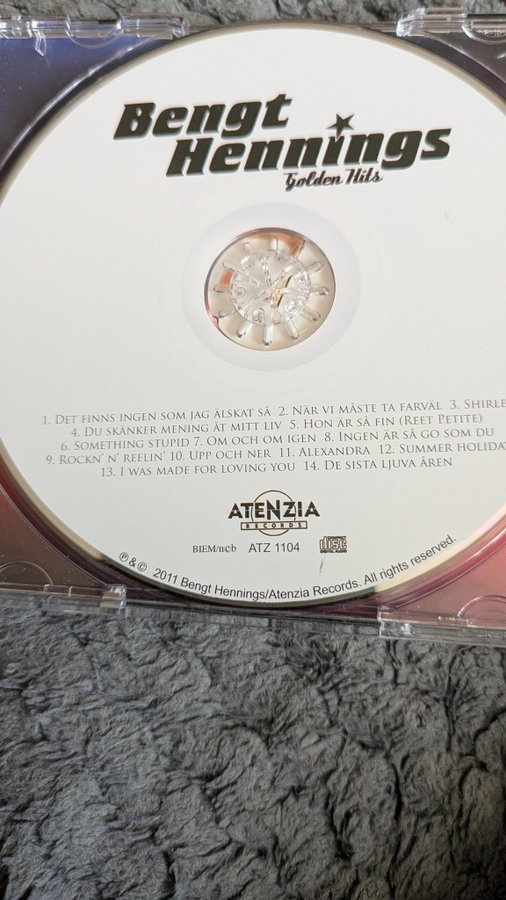 Bengt
Hennings
Golden Hits
1. Det finns ingen som jag älskat så 2. När vi måste ta farväl 3. Shirle
4. Du skänker mening åt mitt liv 5. Hon är så fin (Reet Petite)
6. Something stupid 7. Om och om igen 8. Ingen är så go som du
9. Rockn' n' reelin' 10. Upp och ner 11. Alexandra 12. Summer holida
13. I was made for loving you 14. De sista ljuva åren
ATENZIA
RECORDS
BIEM/ncb ATZ 1104 COMPACT disc DIGITAL AUDIO
℗ & © 2011 Bengt Hennings/Atenzia Records. All rights reserved.